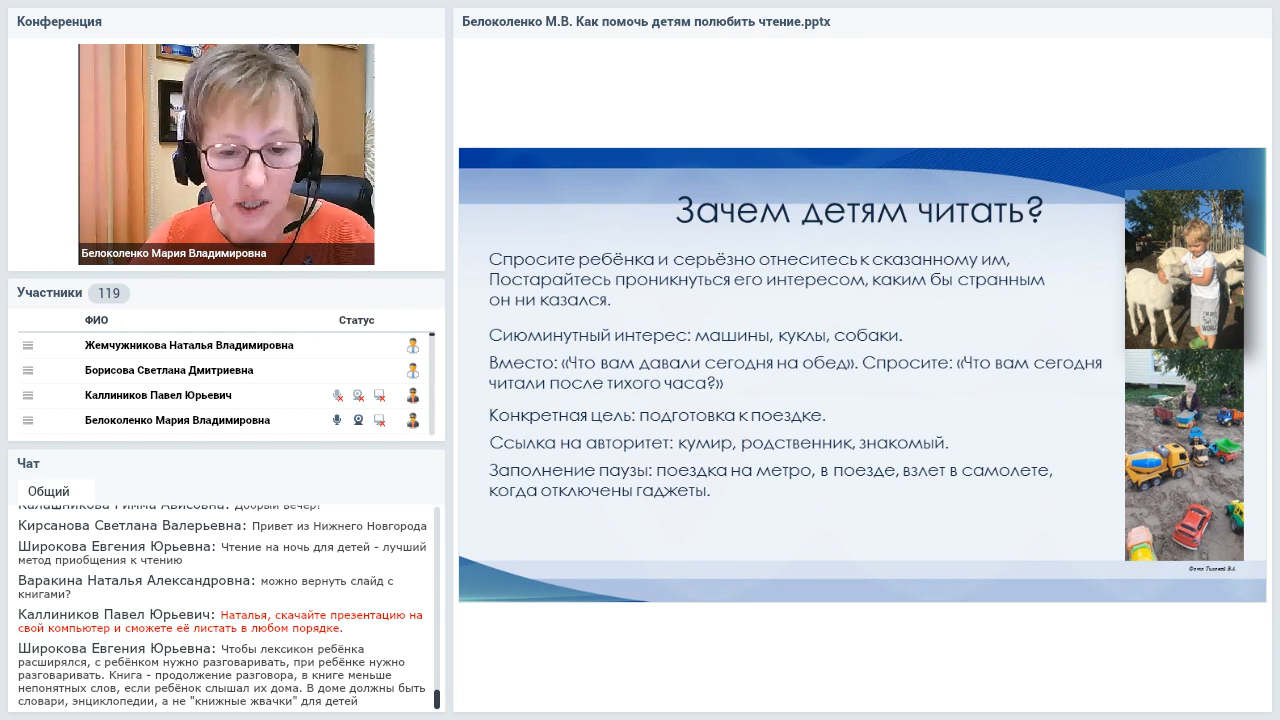 Конференция
Белоколенко Мария Владимировна
Участники 119
ФИО Статус
Жемчужникова Наталья Владимировна
Борисова Светлана Дмитриевна
Каллиников Павел Юрьевич
Белоколенко Мария Владимировна
Чат
Общий
Калашникова Римма Ависовна: Добрый вечер!
Кирсанова Светлана Валерьевна: Привет из Нижнего Новгорода
Широкова Евгения Юрьевна: Чтение на ночь для детей - лучший
метод приобщения к чтению
Варакина Наталья Александровна: можно вернуть слайд с
книгами?
Каллиников Павел Юрьевич: Наталья, скачайте презентацию на
свой компьютер и сможете её листать в любом порядке.
Широкова Евгения Юрьевна: Чтобы лексикон ребёнка
расширялся, с ребёнком нужно разговаривать, при ребёнке нужно
разговаривать. Книга - продолжение разговора, в книге меньше
непонятных слов, если ребёнок слышал их дома. В доме должны быть
словари, энциклопедии, а не "книжные жвачки" для детей
Белоколенко М.В. Как помочь детям полюбить чтение.pptx
Зачем детям читать?
Спросите ребёнка и серьёзно отнеситесь к сказанному им,
Постарайтесь проникнуться его интересом, каким бы странным
он ни казался.
Сиюминутный интерес: машины, куклы, собаки.
Вместо: «Что вам давали сегодня на обед». Спросите: «Что вам сегодня
читали после тихого часа?»
Конкретная цель: подготовка к поездке.
Ссылка на авторитет: кумир, родственник, знакомый.
Заполнение паузы: поездка на метро, в поезде, взлет в самолете,
когда отключены гаджеты.